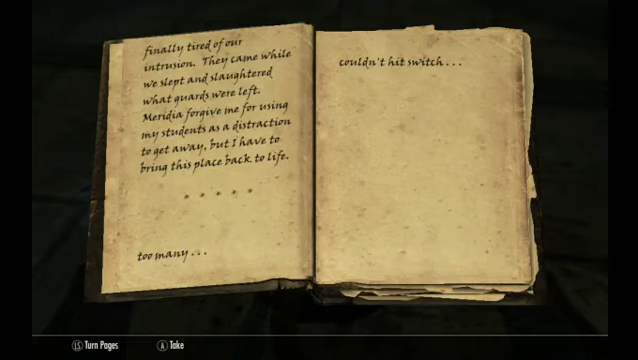 finally tired of our
intrusion. They came while
we slept and slaughtered
what guards were left.
Meridia forgive me for using
my students as a distraction
to get away, but I have to
bring this place back to life.
* * * * *
too many . . .
couldn't hit switch . . .
LS Turn Pages
A Take